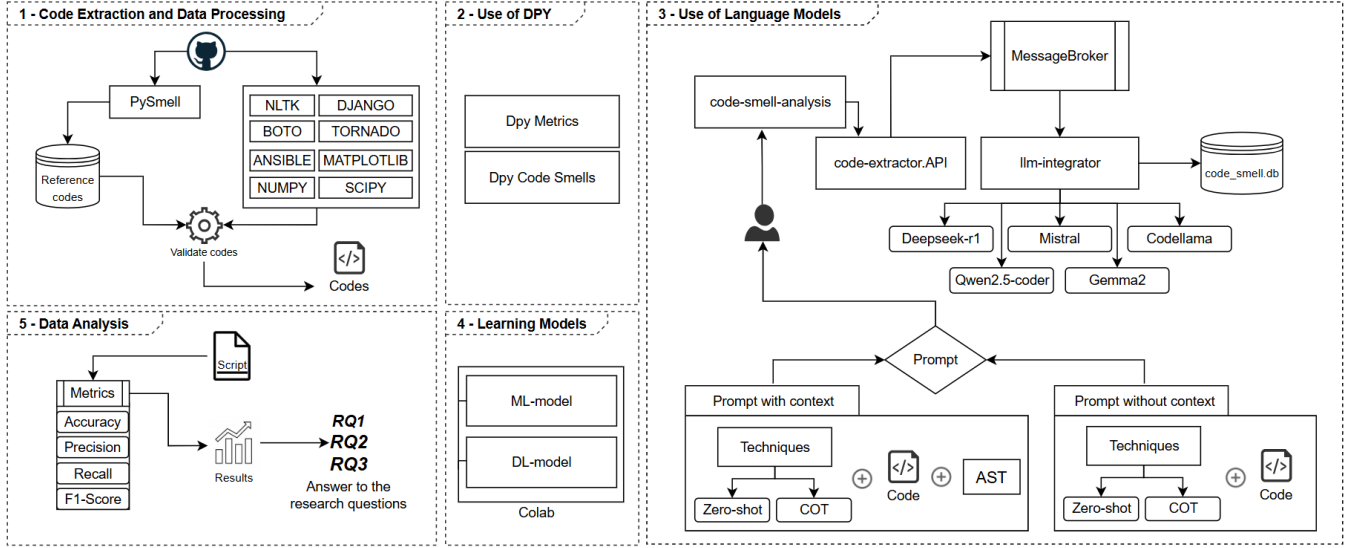 1 - Code Extraction and Data Processing
PySmell
NLTK
DJANGO
BOTO
TORNADO
ANSIBLE
MATPLOTLIB
NUMPY
SCIPY
Reference
codes
Validate codes
Codes
2 - Use of DPY
Dpy Metrics
Dpy Code Smells
3 - Use of Language Models
MessageBroker
code-smell-analysis
code-extractor.API
llm-integrator
code_smell.db
Deepseek-r1
Mistral
Codellama
Qwen2.5-coder
Gemma2
Prompt
Prompt with context
Techniques
Zero-shot
COT
Code
AST
Prompt without context
Techniques
Zero-shot
COT
Code
5 - Data Analysis
Script
Metrics
Accuracy
Precision
Recall
F1-Score
Results
RQ1
RQ2
RQ3
Answer to the
research questions
4 - Learning Models
ML-model
DL-model
Colab